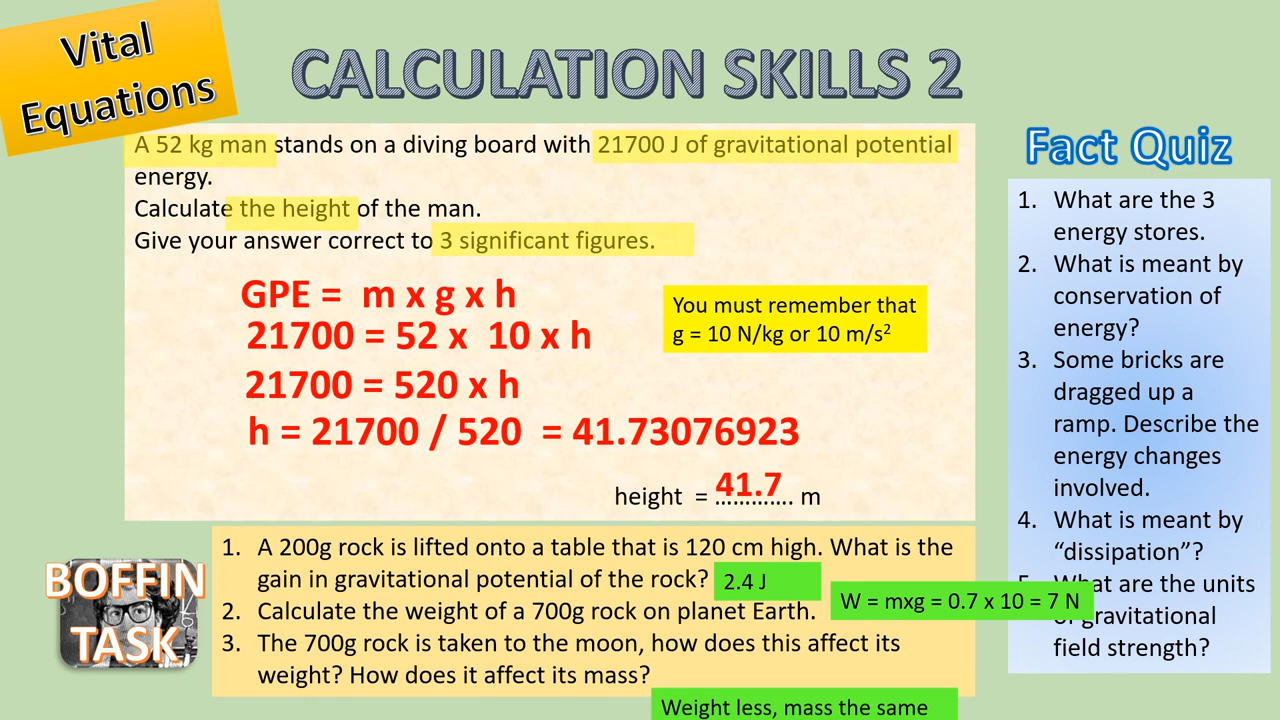 Vital
Equations
CALCULATION SKILLS 2
A 52 kg man stands on a diving board with 21700 J of gravitational potential
energy.
Calculate the height of the man.
Give your answer correct to 3 significant figures.
GPE = m x g x h
21700 = 52 x 10 x h
21700 = 520 x h
h = 21700 / 520 = 41.73076923
You must remember that
g = 10 N/kg or 10 m/s²
height = 41.7 m
1. A 200g rock is lifted onto a table that is 120 cm high. What is the
gain in gravitational potential of the rock? 2.4 J
2. Calculate the weight of a 700g rock on planet Earth. W = mxg = 0.7 x 10 = 7 N
3. The 700g rock is taken to the moon, how does this affect its
weight? How does it affect its mass?
Weight less, mass the same
BOFFIN
TASK
Fact Quiz
1. What are the 3
energy stores.
2. What is meant by
conservation of
energy?
3. Some bricks are
dragged up a
ramp. Describe the
energy changes
involved.
4. What is meant by
“dissipation”?
5. What are the units
of gravitational
field strength?